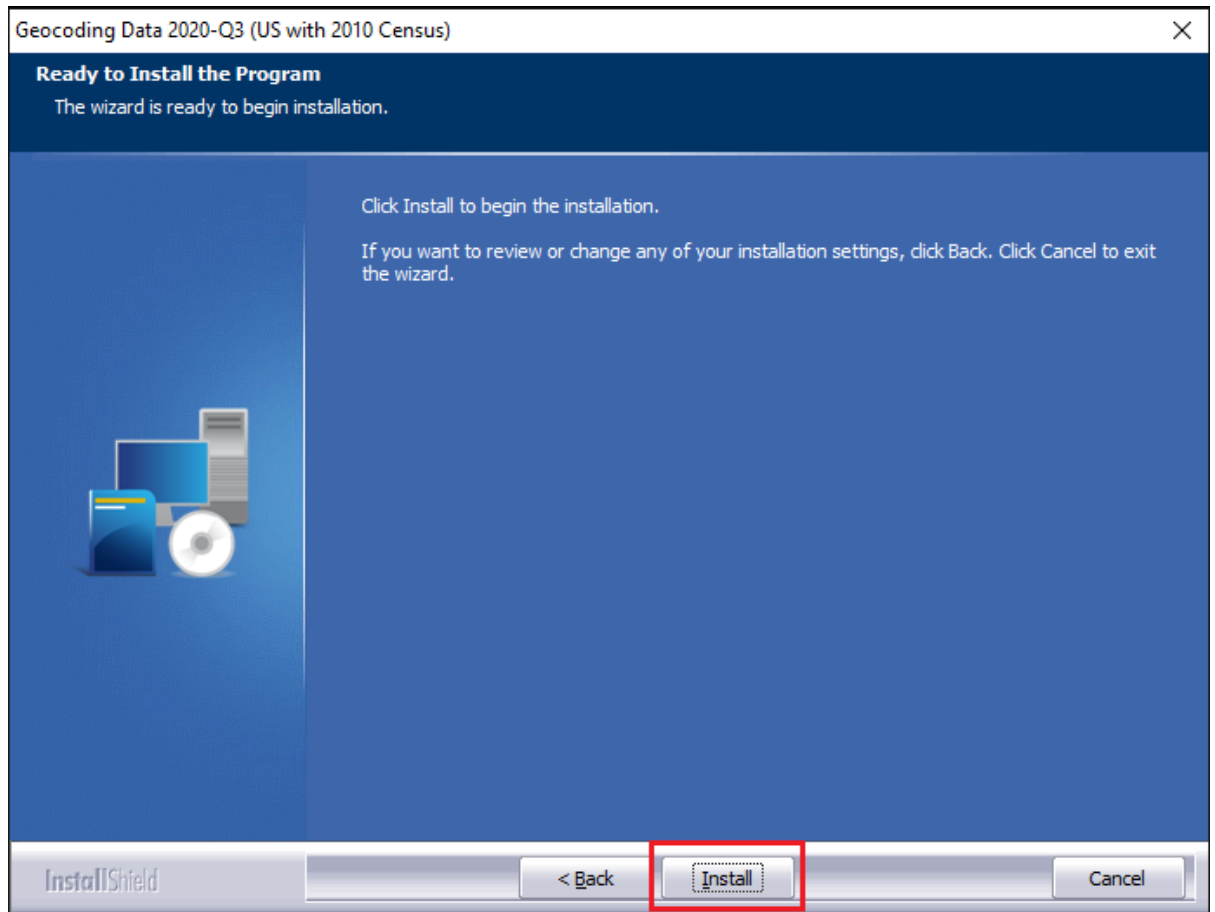 Geocoding Data 2020-Q3 (US with 2010 Census)
Ready to Install the Program
The wizard is ready to begin installation.
Click Install to begin the installation.
If you want to review or change any of your installation settings, click Back. Click Cancel to exit
the wizard.
InstallShield
< Back
Install
Cancel